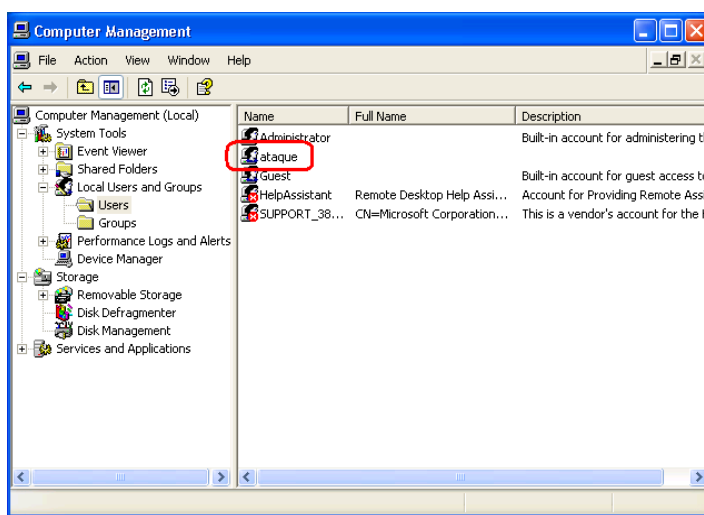 Computer Management
File Action View Window Help
Computer Management (Local)
System Tools
Event Viewer
Shared Folders
Local Users and Groups
Users
Groups
Performance Logs and Alerts
Device Manager
Storage
Removable Storage
Disk Defragmenter
Disk Management
Services and Applications
Name Full Name Description
Administrator Built-in account for administering t
ataque
Guest Built-in account for guest access to
HelpAssistant Remote Desktop Help Assi... Account for Providing Remote Assi
SUPPORT_38... CN=Microsoft Corporation... This is a vendor's account for the H